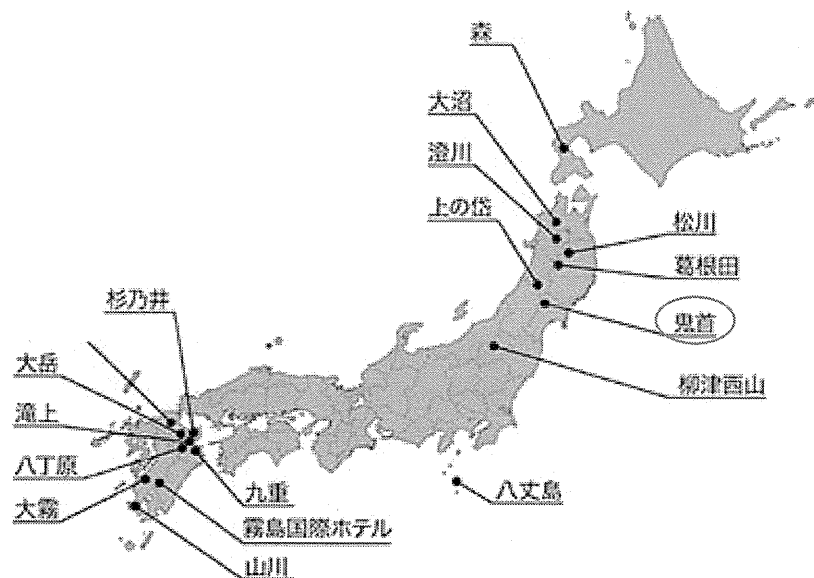 森
大沼
澄川
上の岱
松川
葛根田
鬼首
柳津西山
杉乃井
大岳
滝上
八丁原
大霧
九重
霧島国際ホテル
山川
八丈島